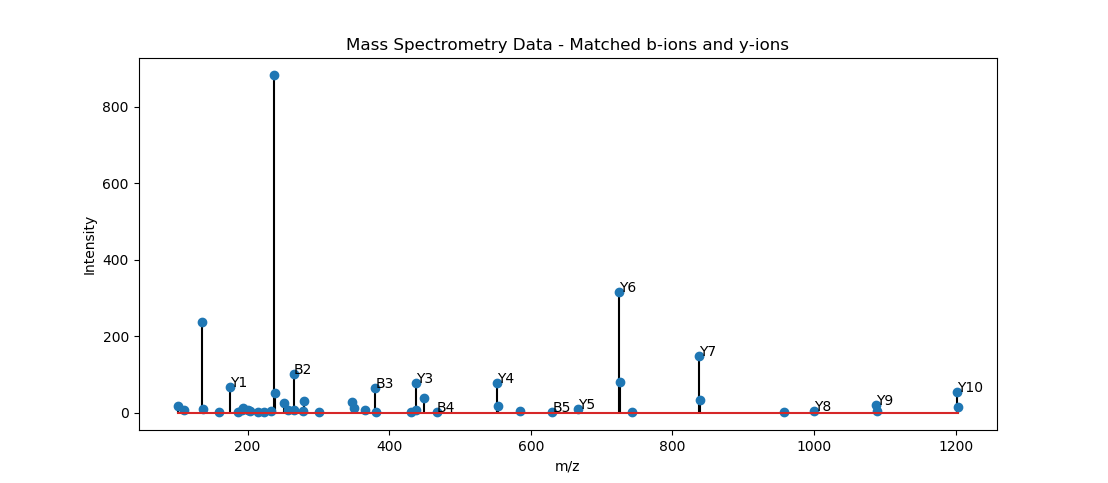 Mass Spectrometry Data - Matched b-ions and y-ions
Intensity
800
600
400
200
0
Y1
B2
B3
Y3
B4
Y4
B5
Y5
Y6
Y7
Y8
Y9
Y10
200
400
600
800
1000
1200
m/z